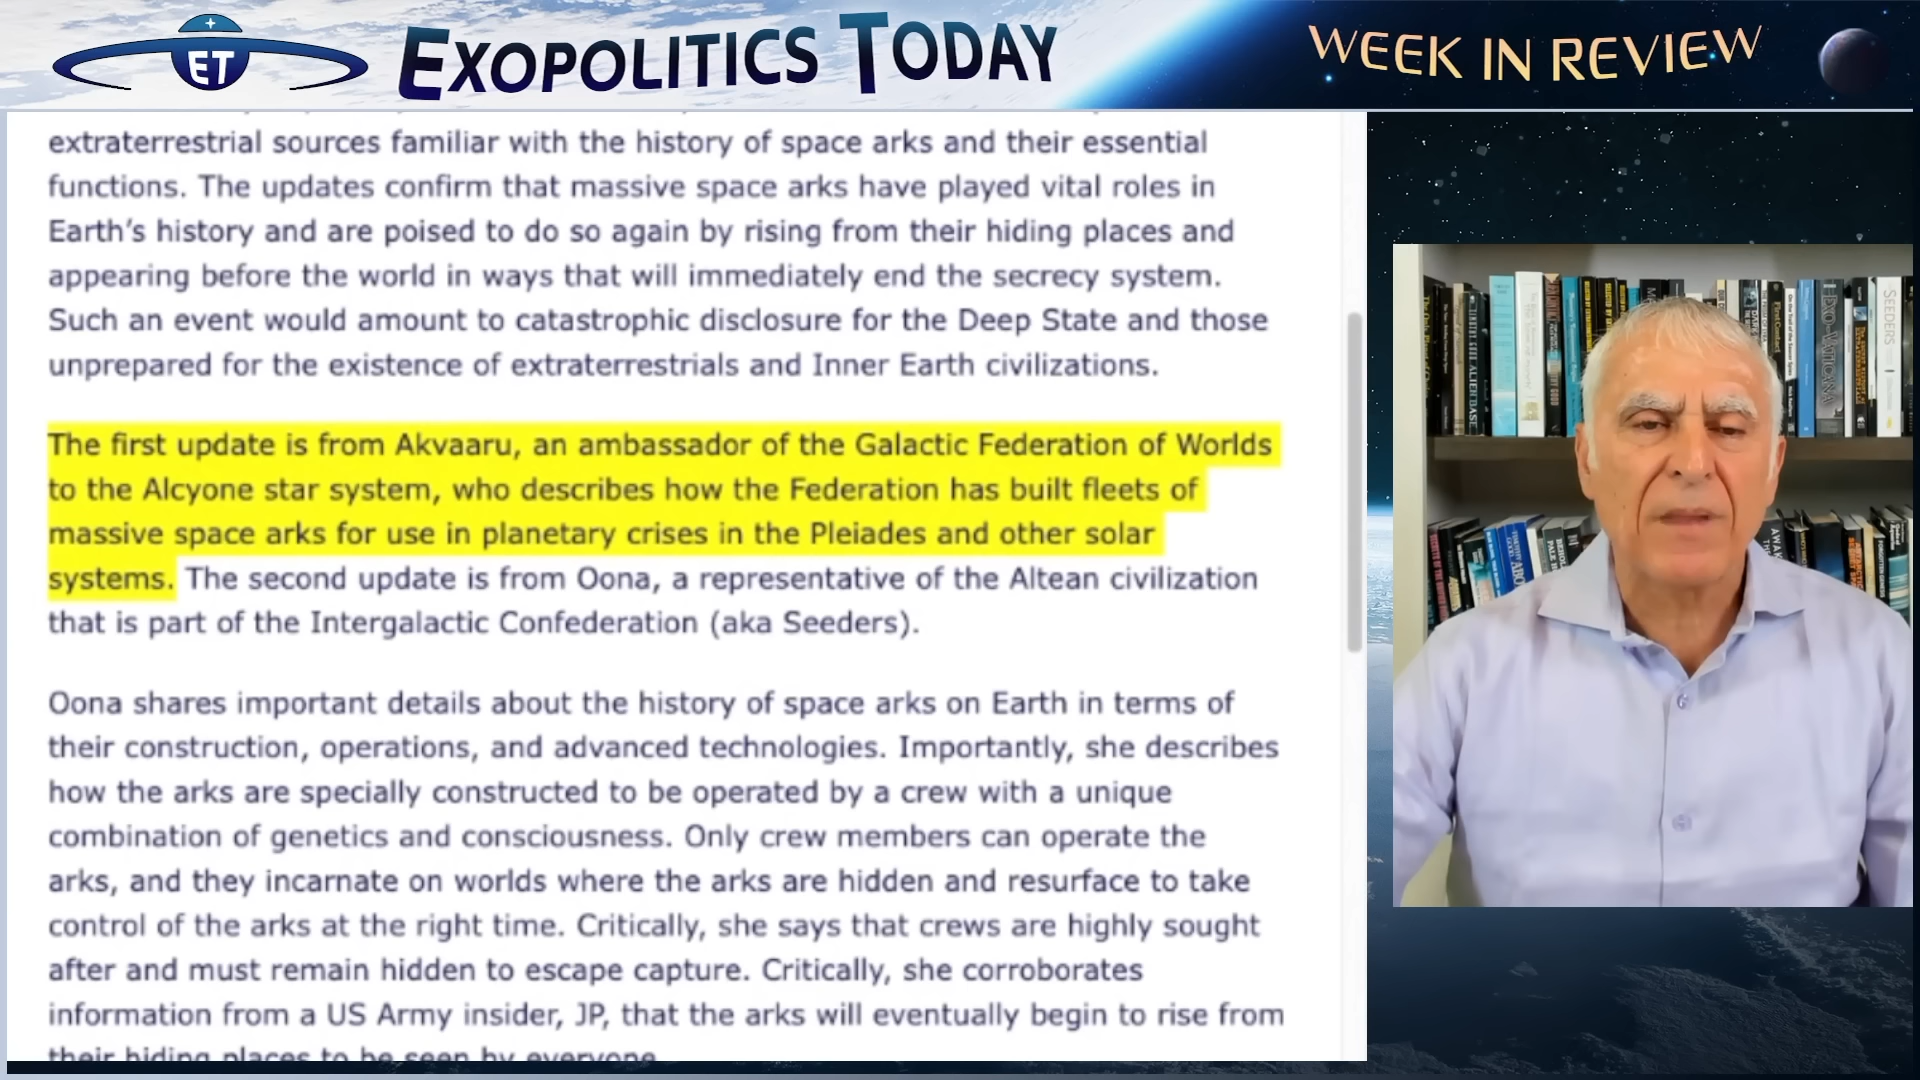 ET
EXOPOLITICS TODAY
WEEK IN REVIEW
extraterrestrial sources familiar with the history of space arks and their essential
functions. The updates confirm that massive space arks have played vital roles in
Earth's history and are poised to do so again by rising from their hiding places and
appearing before the world in ways that will immediately end the secrecy system.
Such an event would amount to catastrophic disclosure for the Deep State and those
unprepared for the existence of extraterrestrials and Inner Earth civilizations.
The first update is from Akvaaru, an ambassador of the Galactic Federation of Worlds
to the Alcyone star system, who describes how the Federation has built fleets of
massive space arks for use in planetary crises in the Pleiades and other solar
systems. The second update is from Oona, a representative of the Altean civilization
that is part of the Intergalactic Confederation (aka Seeders).
Oona shares important details about the history of space arks on Earth in terms of
their construction, operations, and advanced technologies. Importantly, she describes
how the arks are specially constructed to be operated by a crew with a unique
combination of genetics and consciousness. Only crew members can operate the
arks, and they incarnate on worlds where the arks are hidden and resurface to take
control of the arks at the right time. Critically, she says that crews are highly sought
after and must remain hidden to escape capture. Critically, she corroborates
information from a US Army insider, JP, that the arks will eventually begin to rise from
their hiding places to be seen by everyone.
ALIEN BASE
EXO-VATICANA
SEEDERS